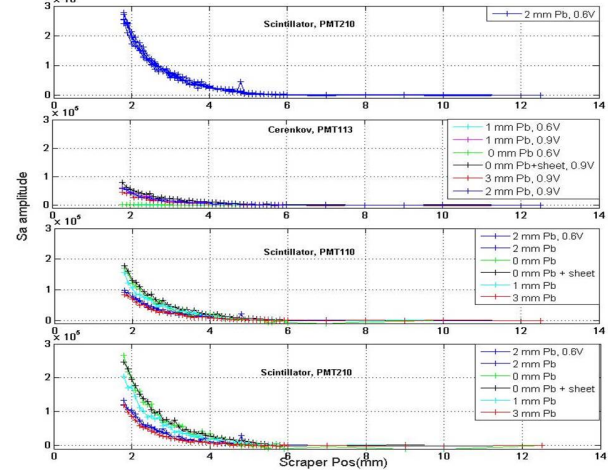 3
2 mm Pb, 0.6V
Scintillator, PMT210
2
1
0
0 2 4 6 8 10 12 14
× 10⁵
3
Cerenkov, PMT113
1 mm Pb, 0.6V
1 mm Pb, 0.9V
0 mm Pb 0.6V
0 mm Pb+sheet, 0.9V
3 mm Pb, 0.9V
2 mm Pb, 0.9V
2
1
0
0 2 4 6 8 10 12 14
Sa amplitude
× 10⁵
3
Scintillator, PMT110
2 mm Pb, 0.6V
2 mm Pb
0 mm Pb
0 mm Pb + sheet
1 mm Pb
3 mm Pb
2
1
0
0 2 4 6 8 10 12 14
× 10⁵
3
Scintillator, PMT210
2 mm Pb, 0.6V
2 mm Pb
0 mm Pb
0 mm Pb + sheet
1 mm Pb
3 mm Pb
2
1
0
0 2 4 6 8 10 12 14
Scraper Pos(mm)